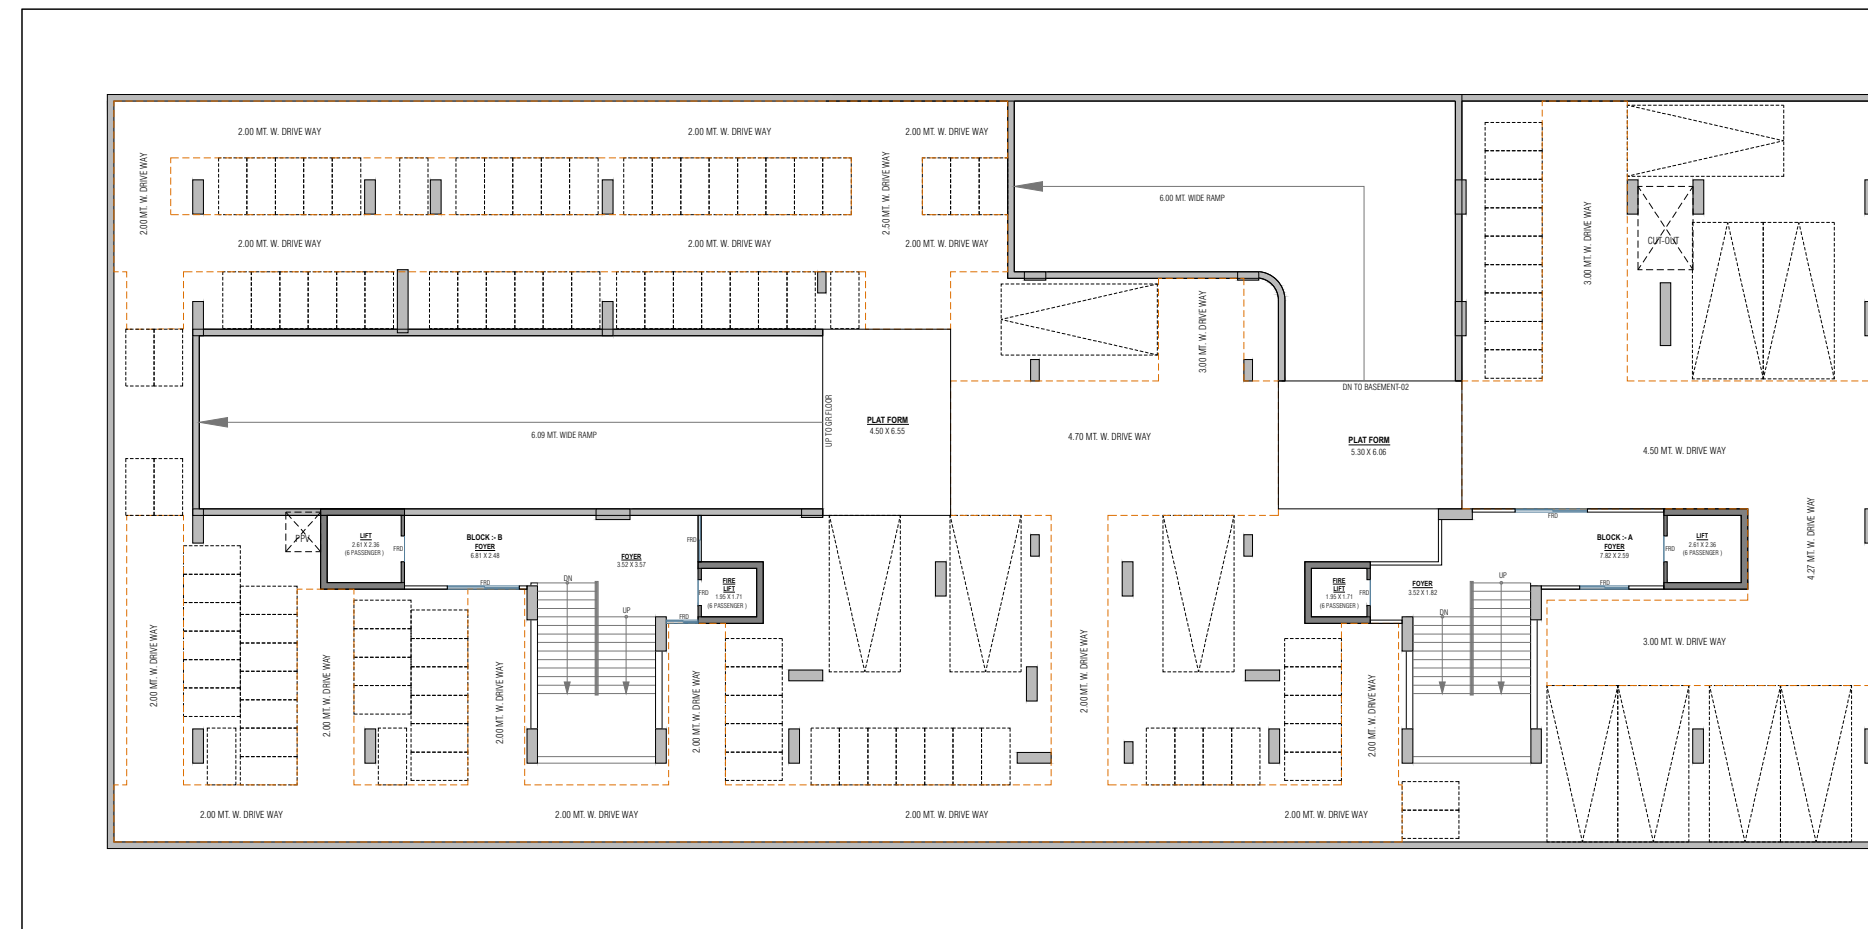 2.00 MT. W. DRIVE WAY
2.00 MT. W. DRIVE WAY
2.00 MT. W. DRIVE WAY
2.00 MT. W. DRIVE WAY
2.50 MT. W. DRIVE WAY
6.00 MT. WIDE RAMP
3.00 MT. W. DRIVE WAY
CUT-OUT
2.00 MT. W. DRIVE WAY
2.00 MT. W. DRIVE WAY
2.00 MT. W. DRIVE WAY
3.00 MT. W. DRIVE WAY
DN TO BASEMENT-02
UP TO GR.FLOOR
PLAT FORM
4.50 X 6.55
6.09 MT. WIDE RAMP
4.70 MT. W. DRIVE WAY
PLAT FORM
5.30 X 6.06
4.50 MT. W. DRIVE WAY
4.27 MT. W. DRIVE WAY
PPV
LIFT
2.61 X 2.36
(6 PASSENGER )
FRD
BLOCK :- B
FOYER
6.81 X 2.48
FRD
FOYER
3.52 X 3.57
FRD
DN
UP
FIRE
LIFT
1.95 X 1.71
(6 PASSENGER )
FRD
FRD
FIRE
LIFT
1.95 X 1.71
(6 PASSENGER )
FRD
FOYER
3.52 X 1.82
DN
UP
FRD
BLOCK :- A
FOYER
7.82 X 2.59
FRD
FRD
LIFT
2.61 X 2.36
(6 PASSENGER )
3.00 MT. W. DRIVE WAY
2.00 MT. W. DRIVE WAY
2.00 MT. W. DRIVE WAY
2.00 MT. W. DRIVE WAY
2.00 MT. W. DRIVE WAY
2.00 MT. W. DRIVE WAY
2.00 MT. W. DRIVE WAY
2.00 MT. W. DRIVE WAY
2.00 MT. W. DRIVE WAY
2.00 MT. W. DRIVE WAY
2.00 MT. W. DRIVE WAY